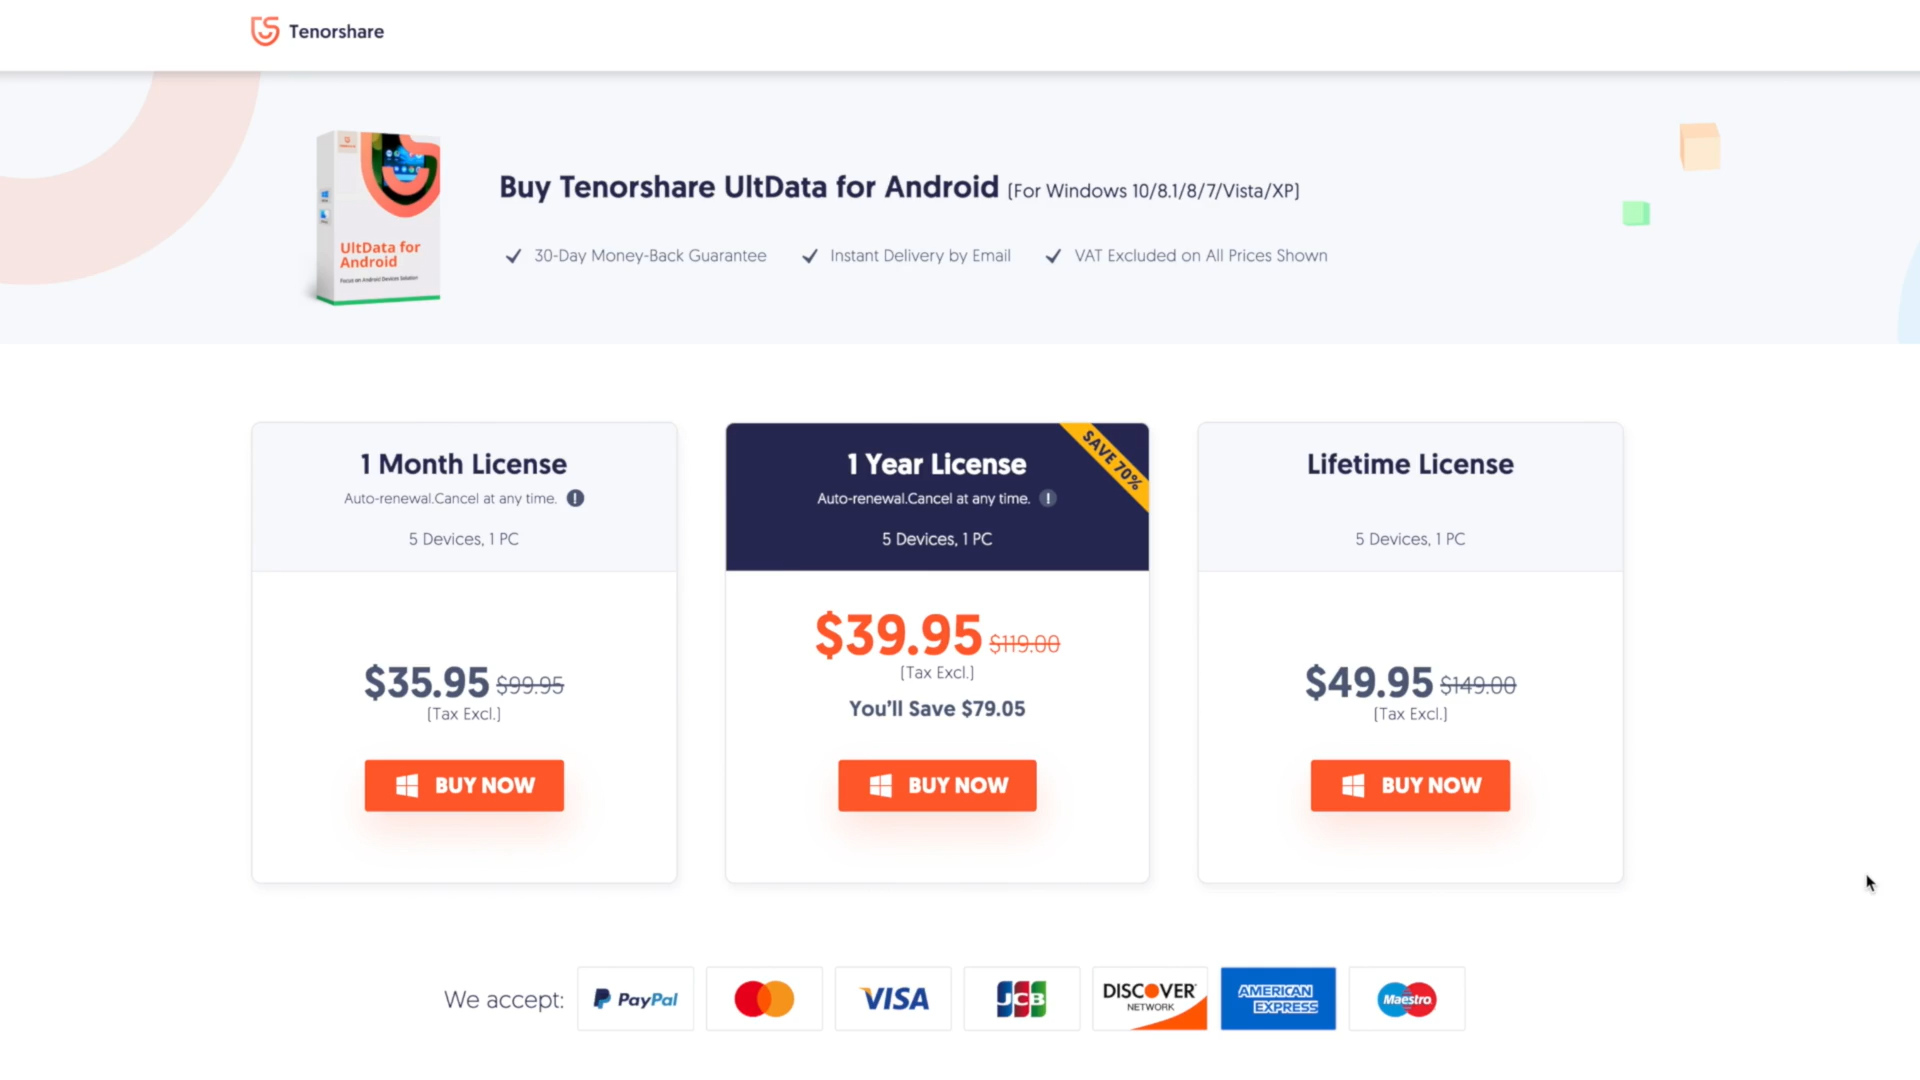 Tenorshare
UltData for
Android
Focus on Android Devices Solution
Buy Tenorshare UltData for Android (For Windows 10/8.1/8/7/Vista/XP)
30-Day Money-Back Guarantee
Instant Delivery by Email
VAT Excluded on All Prices Shown
1 Month License
Auto-renewal.Cancel at any time. !
5 Devices, 1 PC
$35.95 $99.95
(Tax Excl.)
BUY NOW
1 Year License
SAVE 70%
Auto-renewal.Cancel at any time. !
5 Devices, 1 PC
$39.95 $119.00
(Tax Excl.)
You'll Save $79.05
BUY NOW
Lifetime License
5 Devices, 1 PC
$49.95 $149.00
(Tax Excl.)
BUY NOW
We accept:
PayPal
VISA
JCB
DISCOVER
NETWORK
AMERICAN
EXPRESS
Maestro